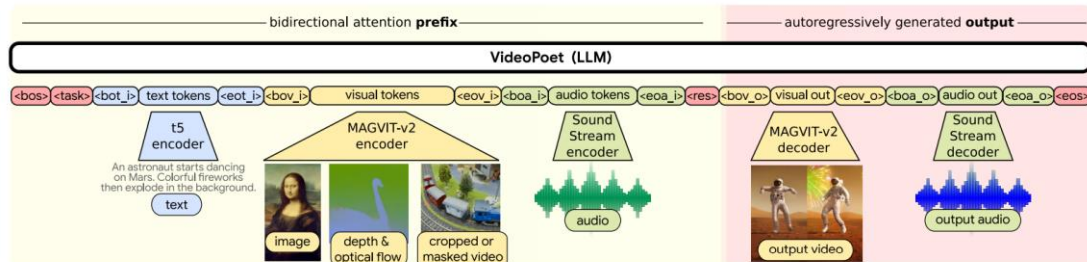 bidirectional attention prefix
autoregressively generated output
VideoPoet (LLM)
<bos> <task> <bot_i> text tokens <eot_i> <bov_i> visual tokens <eov_i> <boa_i> audio tokens <eoa_i> <res> <bov_o> visual out <eov_o> <boa_o> audio out <eoa_o> <eos>
t5
encoder
MAGVIT-v2
encoder
Sound
Stream
encoder
MAGVIT-v2
decoder
Sound
Stream
decoder
An astronaut starts dancing
on Mars. Colorful fireworks
then explode in the background.
text
image
depth &
optical flow
cropped or
masked video
audio
output video
output audio